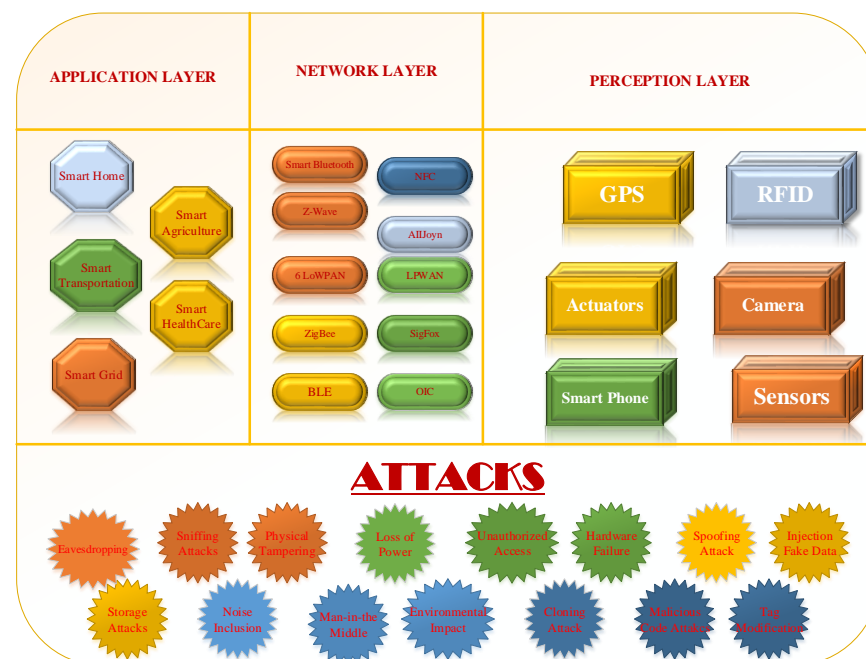 APPLICATION LAYER
NETWORK LAYER
PERCEPTION LAYER
Smart Home
Smart
Agriculture
Smart
Transportation
Smart
HealthCare
Smart Grid
Smart Bluetooth
NFC
Z-Wave
AllJoyn
6 LoWPAN
LPWAN
ZigBee
SigFox
BLE
OIC
GPS
RFID
Actuators
Camera
Smart Phone
Sensors
ATTACKS
Eavesdropping
Sniffing
Attacks
Physical
Tampering
Loss of
Power
Unauthorized
Access
Hardware
Failure
Spoofing
Attack
Injection
Fake Data
Storage
Attacks
Noise
Inclusion
Man-in-the
Middle
Environmental
Impact
Cloning
Attack
Malicious
Code Attakcs
Tag
Modification